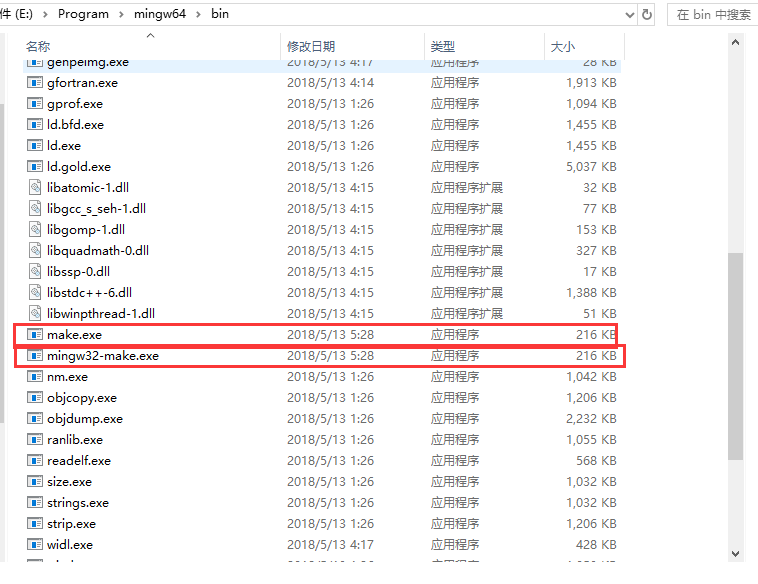 件 (E:) Program mingw64 bin 在 bin 中搜索
名称 修改日期 类型 大小
genpeimg.exe 2018/5/13 4:17 应用程序 28 KB
gfortran.exe 2018/5/13 4:14 应用程序 1,913 KB
gprof.exe 2018/5/13 1:26 应用程序 1,094 KB
ld.bfd.exe 2018/5/13 1:26 应用程序 1,455 KB
ld.exe 2018/5/13 1:26 应用程序 1,455 KB
ld.gold.exe 2018/5/13 1:26 应用程序 5,037 KB
libatomic-1.dll 2018/5/13 4:15 应用程序扩展 32 KB
libgcc_s_seh-1.dll 2018/5/13 4:15 应用程序扩展 77 KB
libgomp-1.dll 2018/5/13 4:15 应用程序扩展 153 KB
libquadmath-0.dll 2018/5/13 4:15 应用程序扩展 327 KB
libssp-0.dll 2018/5/13 4:15 应用程序扩展 17 KB
libstdc++-6.dll 2018/5/13 4:15 应用程序扩展 1,388 KB
libwinpthread-1.dll 2018/5/13 4:15 应用程序扩展 51 KB
make.exe 2018/5/13 5:28 应用程序 216 KB
mingw32-make.exe 2018/5/13 5:28 应用程序 216 KB
nm.exe 2018/5/13 1:26 应用程序 1,042 KB
objcopy.exe 2018/5/13 1:26 应用程序 1,206 KB
objdump.exe 2018/5/13 1:26 应用程序 2,232 KB
ranlib.exe 2018/5/13 1:26 应用程序 1,055 KB
readelf.exe 2018/5/13 1:26 应用程序 568 KB
size.exe 2018/5/13 1:26 应用程序 1,032 KB
strings.exe 2018/5/13 1:26 应用程序 1,032 KB
strip.exe 2018/5/13 1:26 应用程序 1,206 KB
widl.exe 2018/5/13 4:17 应用程序 428 KB